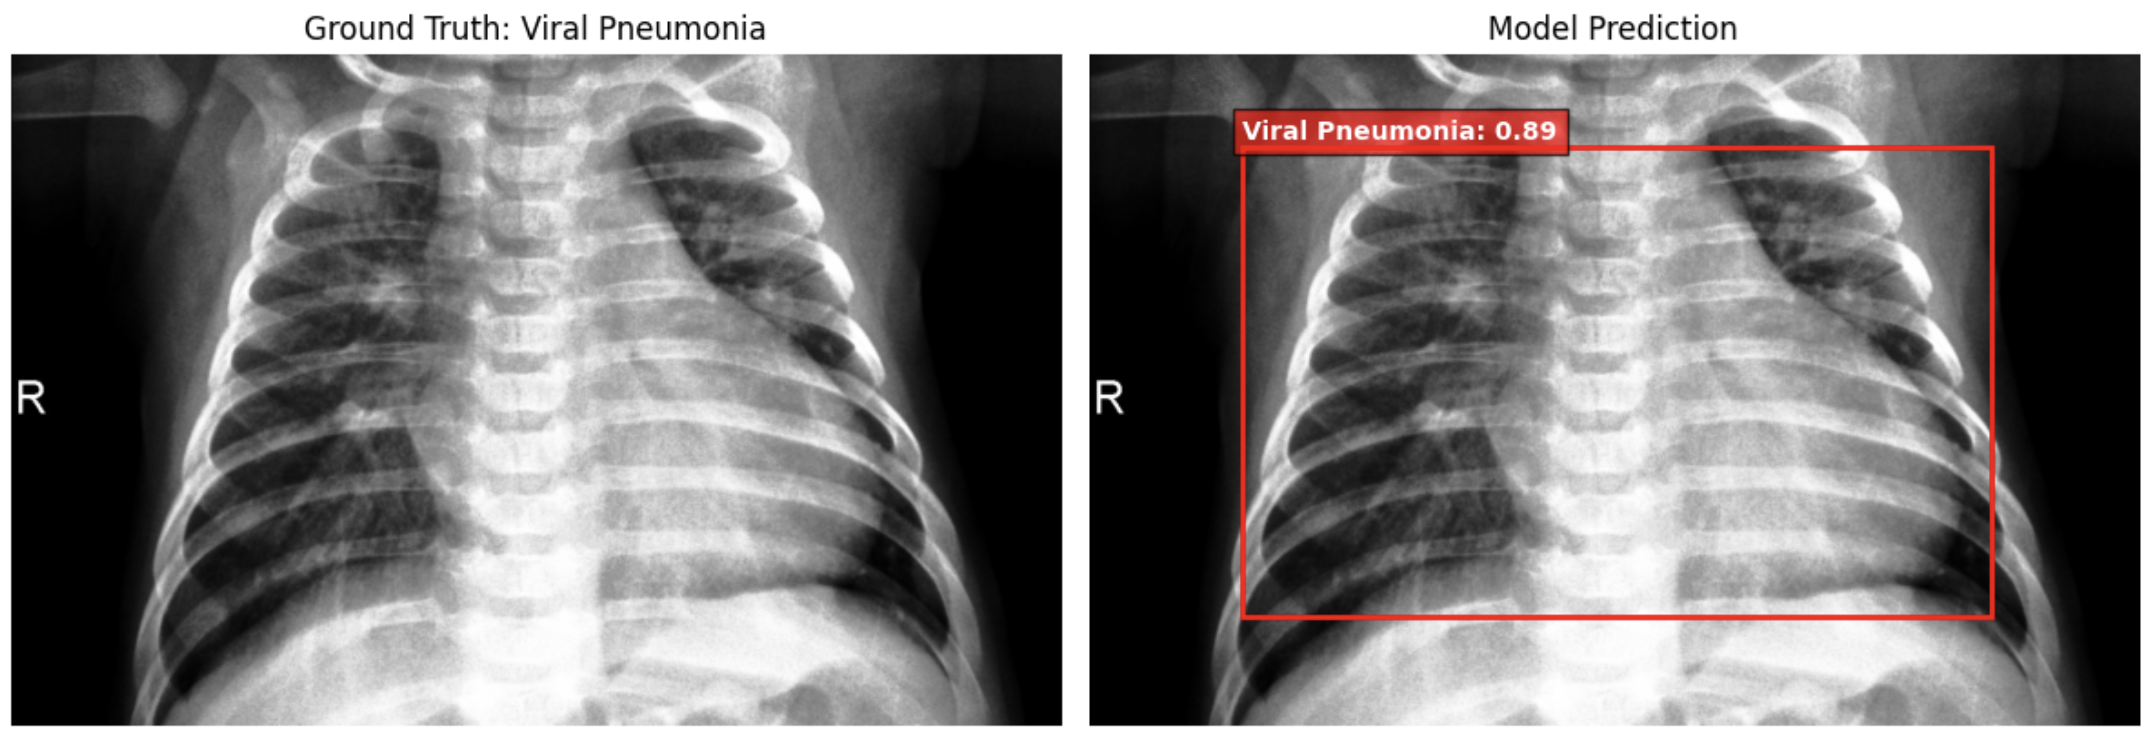 Ground Truth: Viral Pneumonia
Model Prediction
Viral Pneumonia: 0.89
R
R